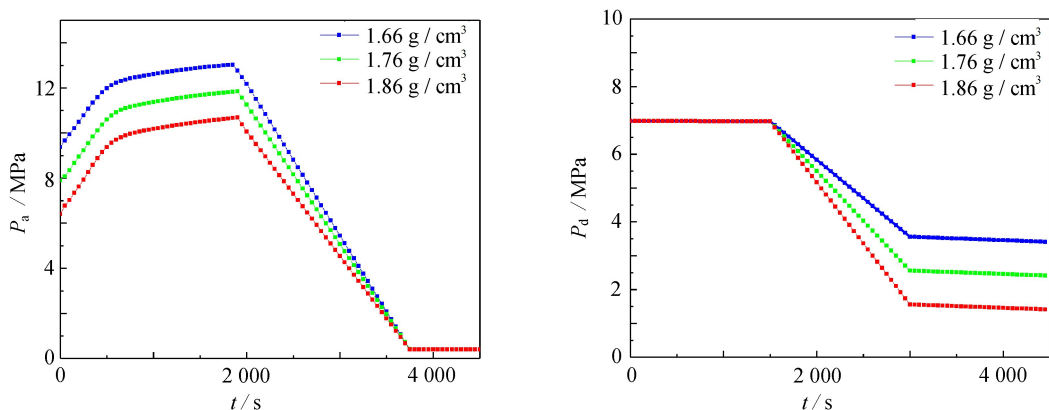 1.66 g / cm³
1.76 g / cm³
1.86 g / cm³
12
8
4
0
Pₐ / MPa
0
2 000
4 000
t / s
1.66 g / cm³
1.76 g / cm³
1.86 g / cm³
10
8
6
4
2
0
P_d / MPa
0
2 000
4 000
t / s